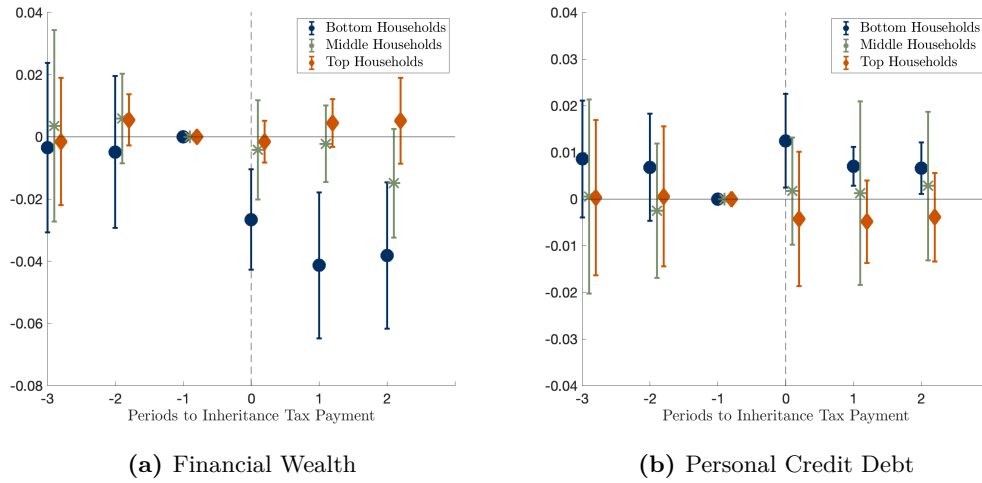 0.04
0.02
0
-0.02
-0.04
-0.06
-0.08
-3
-2
-1
0
1
2
Periods to Inheritance Tax Payment
Bottom Households
Middle Households
Top Households
(a) Financial Wealth
0.04
0.03
0.02
0.01
0.00
-0.01
-0.02
-0.03
-0.04
-3
-2
-1
0
1
2
3
Periods to Inheritance Tax Payment
Bottom Households
Middle Households
Top Households
(b) Personal Credit Debt